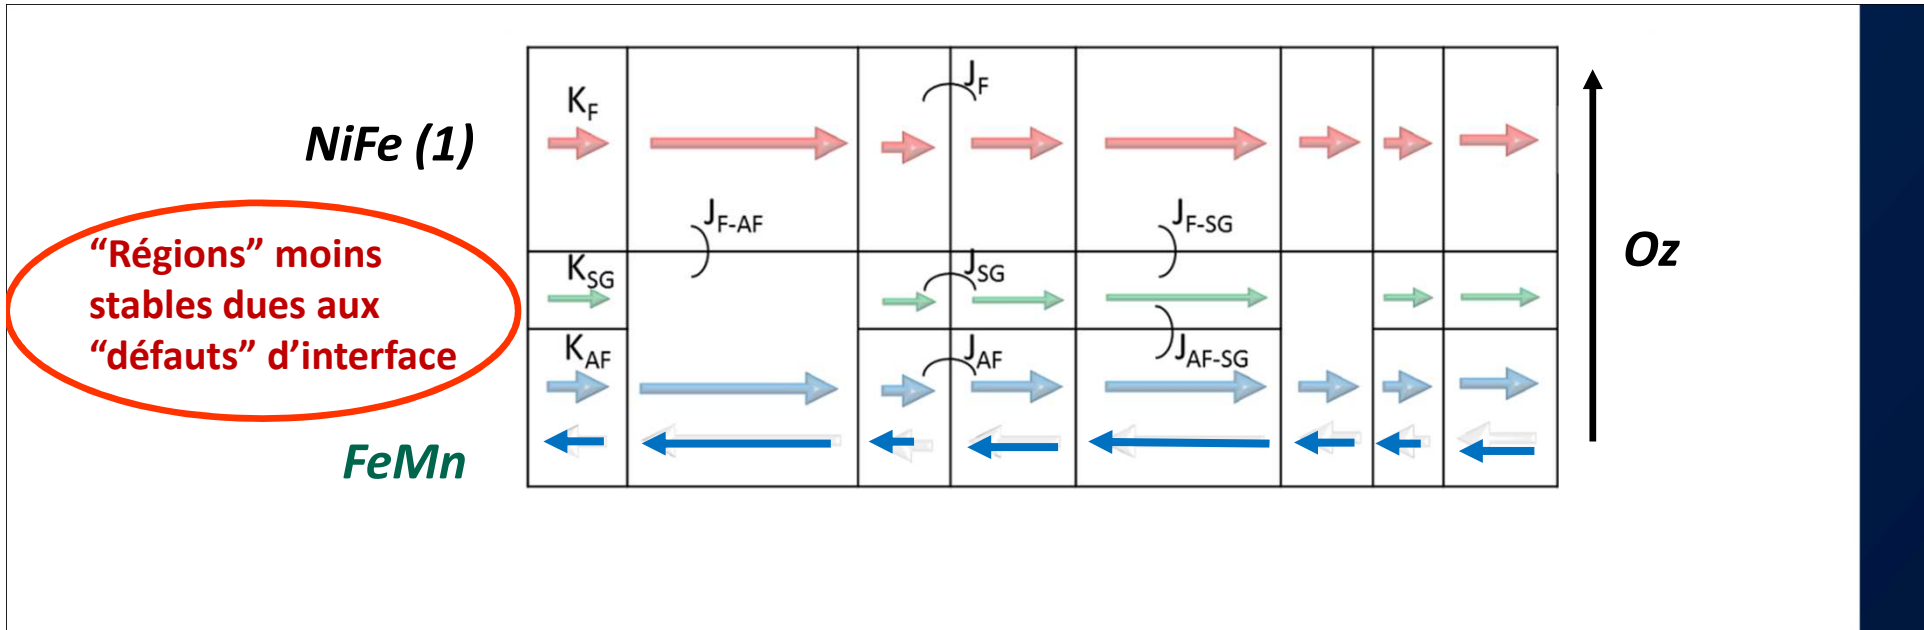 K_F
J_F
NiFe (1)
J_F-AF
J_F-SG
“Régions” moins
stables dues aux
“défauts” d’interface
K_SG
J_SG
Oz
K_AF
J_AF
J_AF-SG
FeMn